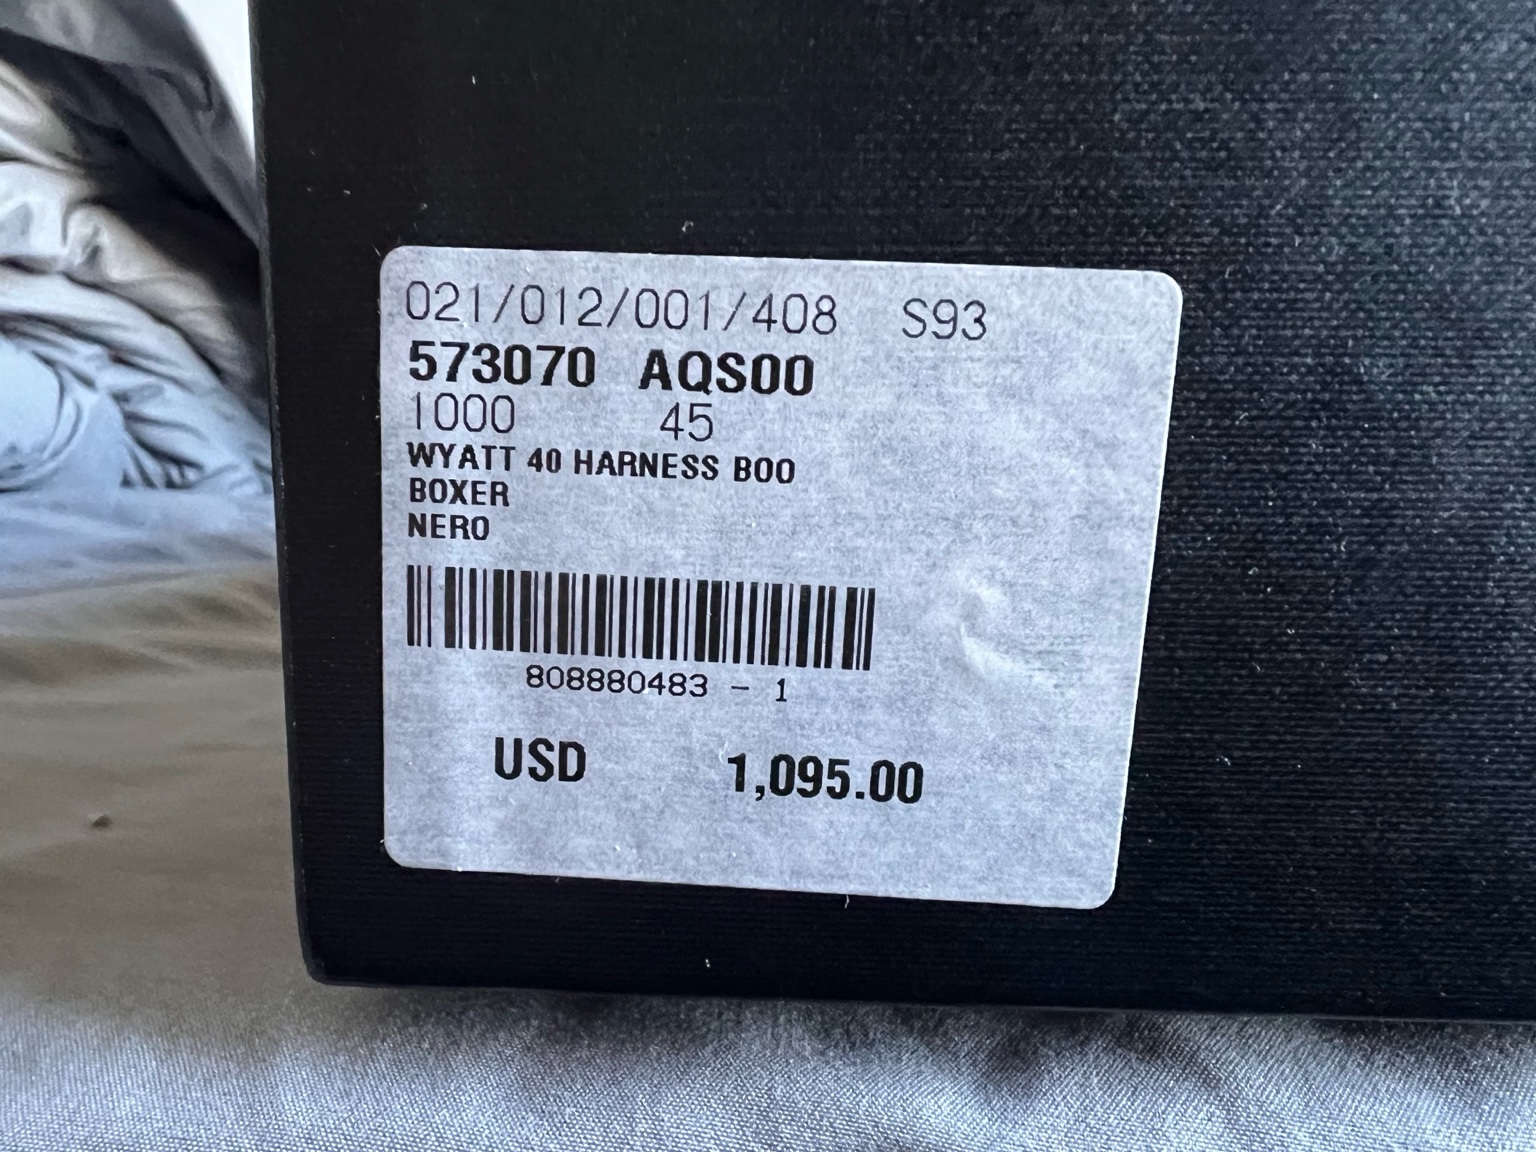 021/012/001/408 S93
573070 AQS00
1000 45
WYATT 40 HARNESS BOO
BOXER
NERO
808880483 - 1
USD 1,095.00